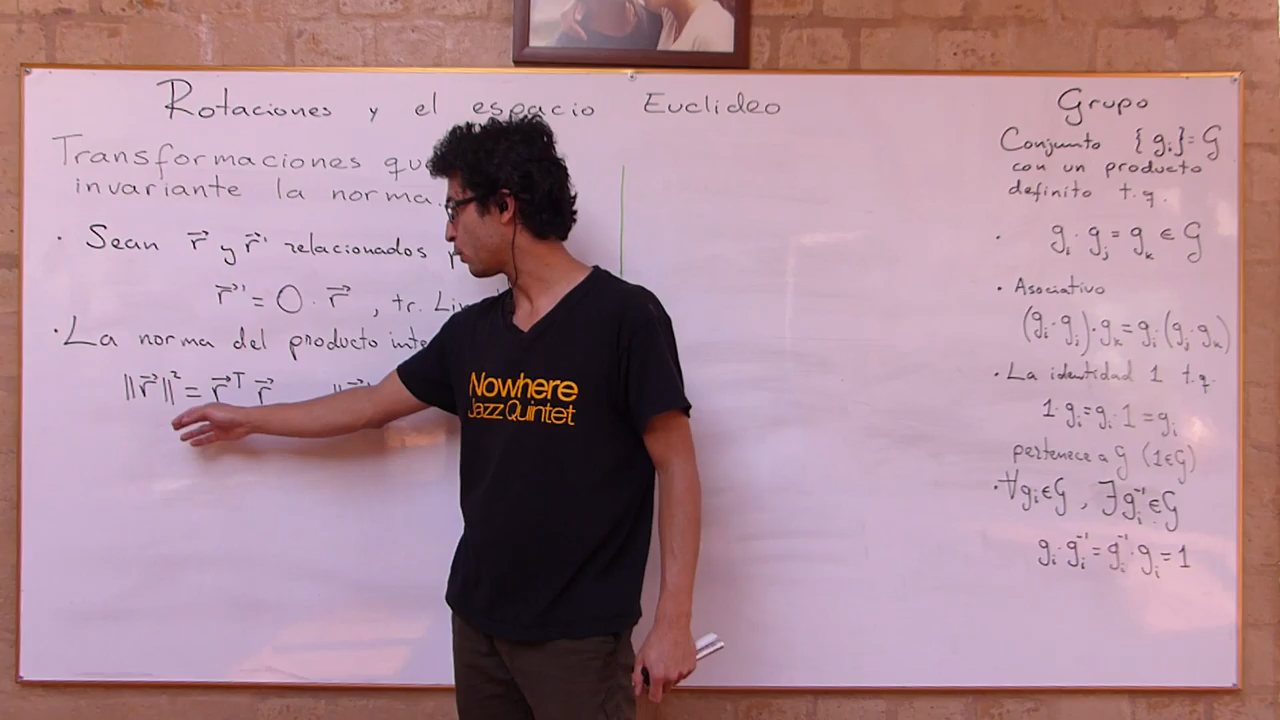 Rotaciones y el espacio Euclideo
Transformaciones que
invariante la norma.
· Sean r⃗ y r⃗' relacionados p
r⃗' = O · r⃗ , tr. Lin
· La norma del producto inte
||r⃗||² = r⃗ᵀ r⃗
Nowhere
Jazz Quintet
Grupo
Conjunto {gᵢ}=G
con un producto
definito t.q.
· gᵢ · gⱼ = gₖ ∈ G
· Asociativo
(gᵢ·gⱼ)·gₖ = gᵢ(gⱼ·gₖ)
· La identidad 1 t.q.
1·gᵢ = gᵢ·1 = gᵢ
pertenece a G (1∈G)
· ∀gᵢ∈G , ∃gᵢ⁻¹∈G
gᵢ·gᵢ⁻¹ = gᵢ⁻¹·gᵢ = 1